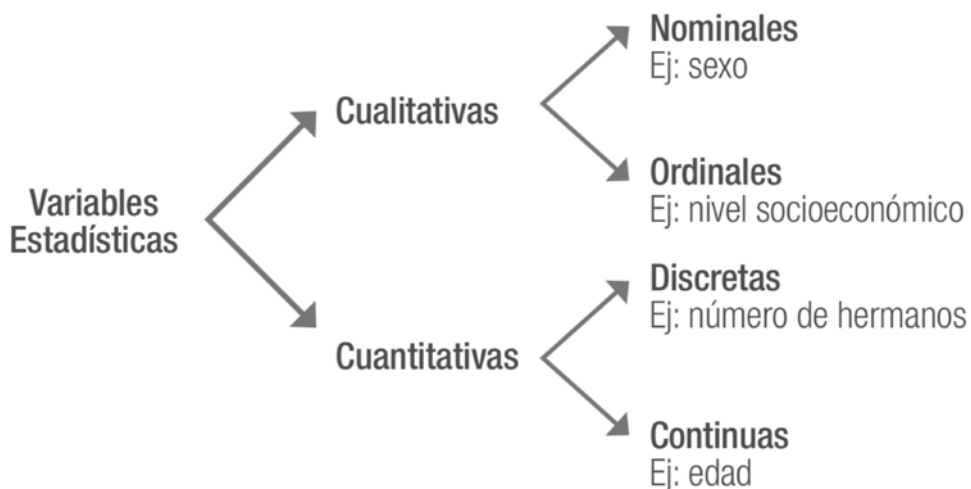 Variables
Estadísticas
Cualitativas
Nominales
Ej: sexo
Ordinales
Ej: nivel socioeconómico
Cuantitativas
Discretas
Ej: número de hermanos
Continuas
Ej: edad